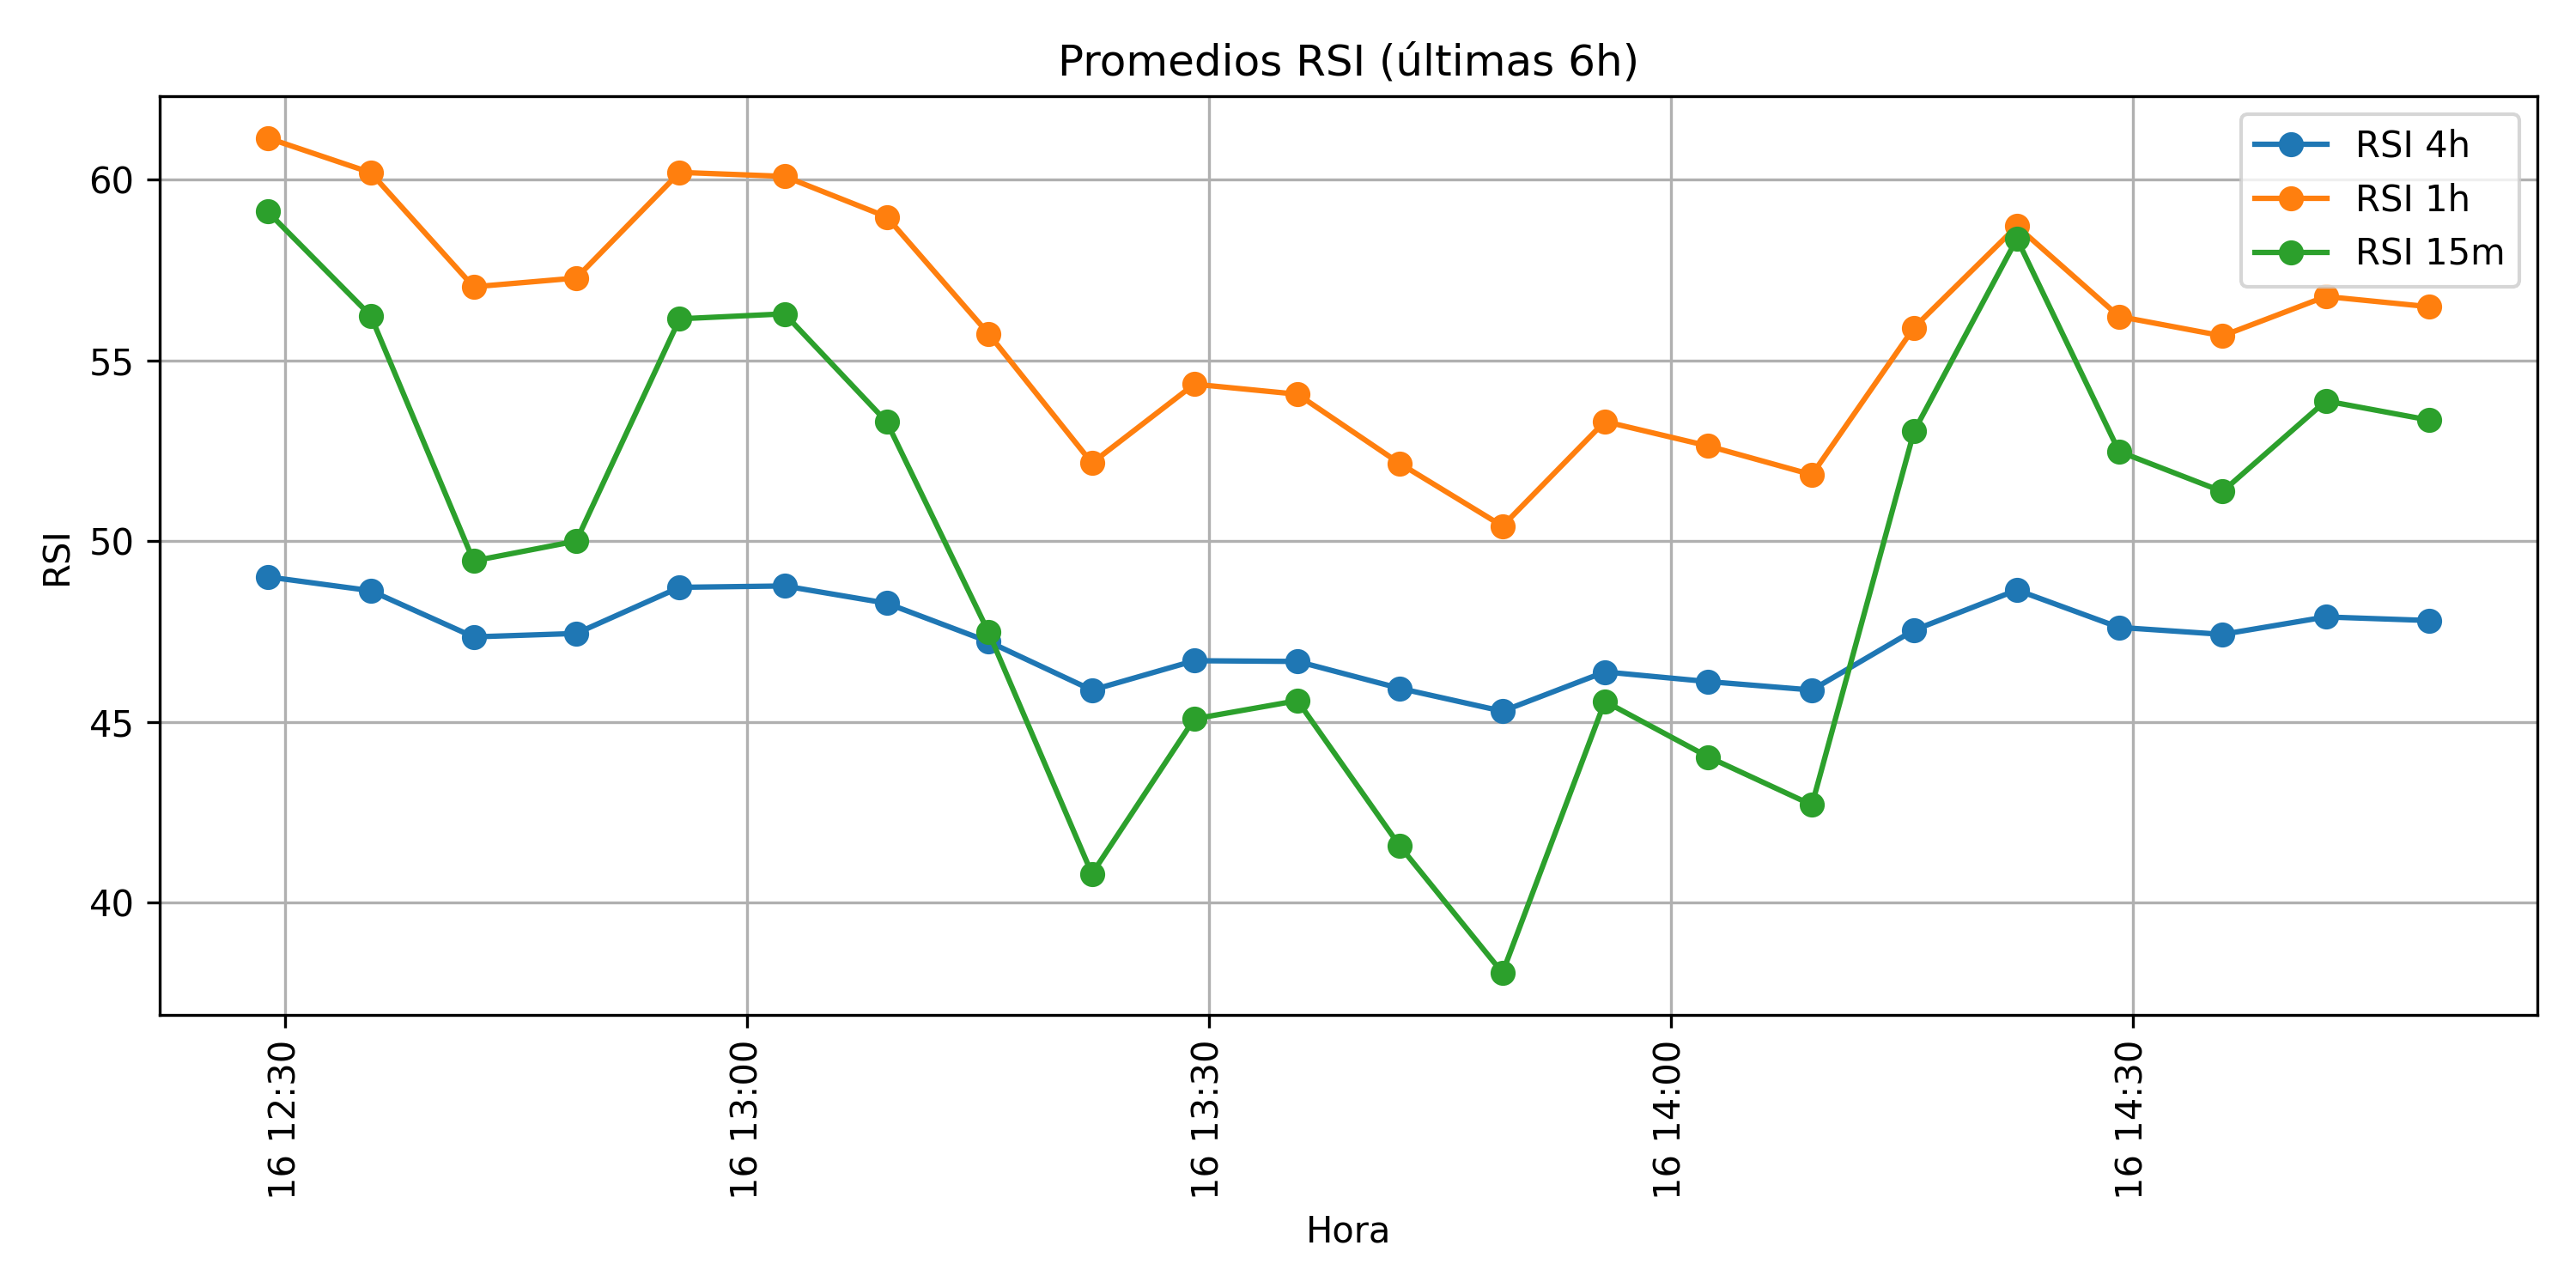 Promedios RSI (últimas 6h)
RSI 4h
RSI 1h
RSI 15m
RSI
60
55
50
45
40
16 12:30
16 13:00
16 13:30
16 14:00
16 14:30
Hora